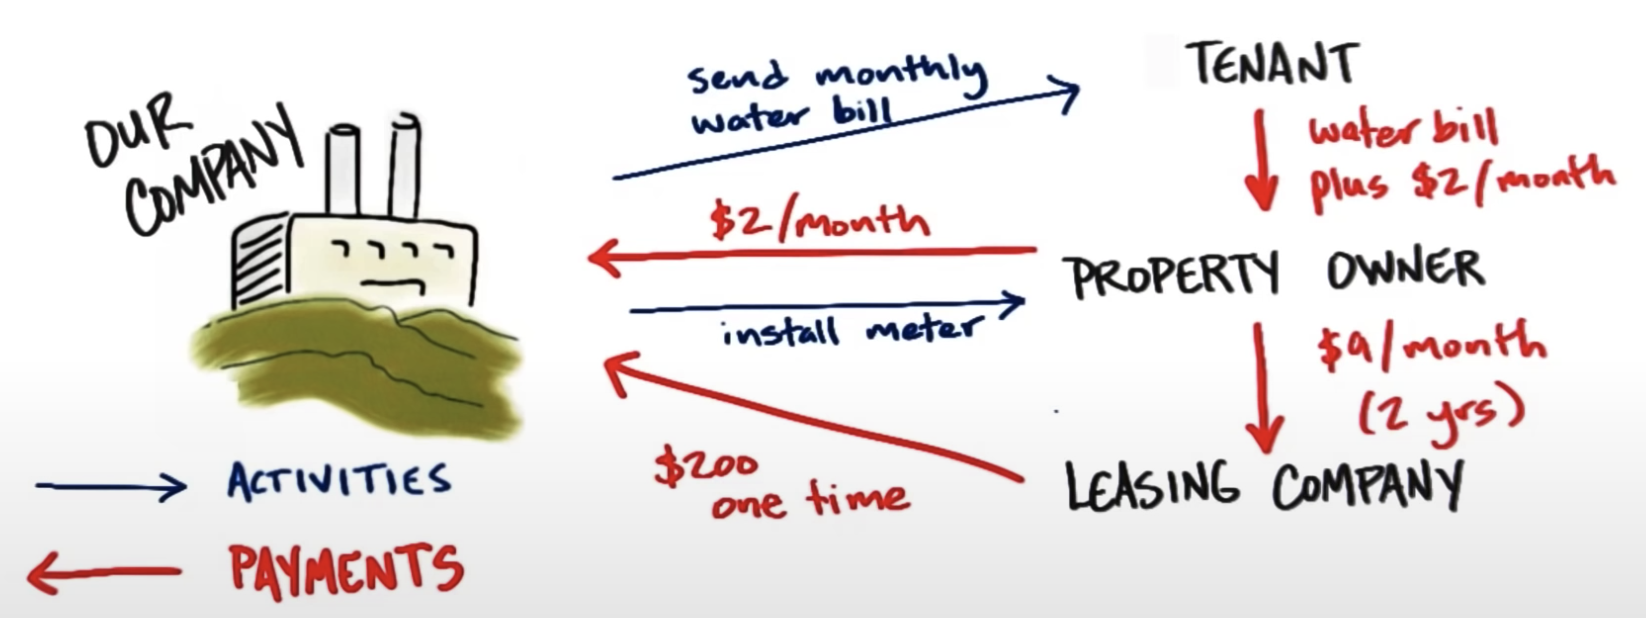 OUR
COMPANY
send monthly
water bill
TENANT
water bill
plus $2/month
$2/month
PROPERTY OWNER
install meter
$9/month
(2 yrs)
$200
one time
LEASING COMPANY
ACTIVITIES
PAYMENTS